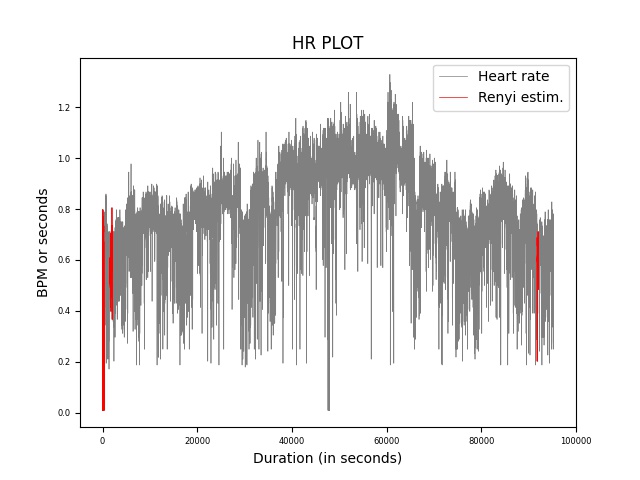 HR PLOT
Heart rate
Renyi estim.
BPM or seconds
1.2
1.0
0.8
0.6
0.4
0.2
0.0
0
20000
40000
60000
80000
100000
Duration (in seconds)